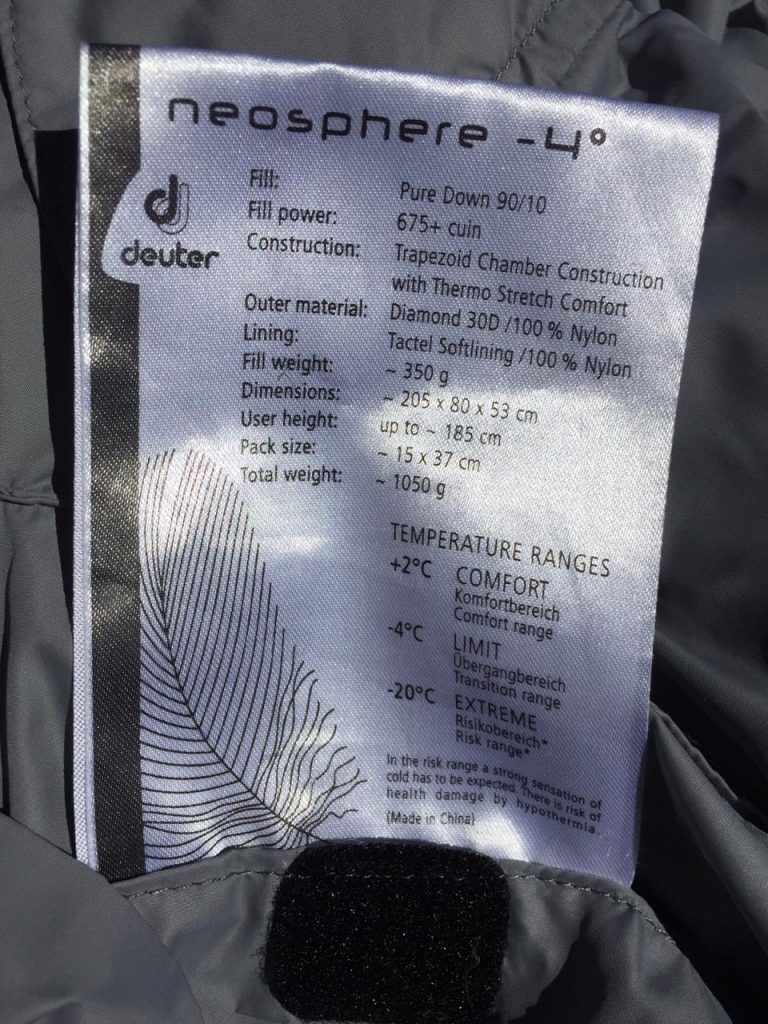 neosphere -4°
deuter
Fill: Pure Down 90/10
Fill power: 675+ cuin
Construction: Trapezoid Chamber Construction
with Thermo Stretch Comfort
Outer material: Diamond 30D /100 % Nylon
Lining: Tactel Softlining /100 % Nylon
Fill weight: ~ 350 g
Dimensions: ~ 205 x 80 x 53 cm
User height: up to ~ 185 cm
Pack size: ~ 15 x 37 cm
Total weight: ~ 1050 g
TEMPERATURE RANGES
+2°C COMFORT
Komfortbereich
Comfort range
-4°C LIMIT
Übergangbereich
Transition range
-20°C EXTREME
Risikobereich*
Risk range*
In the risk range a strong sensation of
cold has to be expected. There is risk of
health damage by hypothermia.
(Made in China)